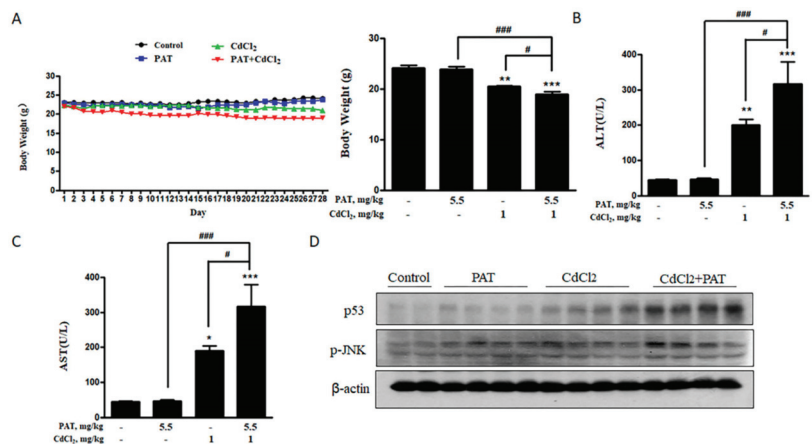 A
Control
CdCl₂
PAT
PAT+CdCl₂
Body Weight (g)
30
25
20
15
10
5
0
1 2 3 4 5 6 7 8 9 10 11 12 13 14 15 16 17 18 19 20 21 22 23 24 25 26 27 28
Day
Body Weight (g)
40
30
20
10
0
###
#
** ***
PAT, mg/kg - 5.5 - 5.5
CdCl₂, mg/kg - - 1 1
B
ALT(U/L)
400
300
200
100
0
###
#
***
**
PAT, mg/kg - 5.5 - 5.5
CdCl₂, mg/kg - - 1 1
C
AST(U/L)
400
300
200
100
0
###
#
***
*
PAT, mg/kg - 5.5 - 5.5
CdCl₂, mg/kg - - 1 1
D
Control PAT CdCl₂ CdCl₂+PAT
p53
p-JNK
β-actin